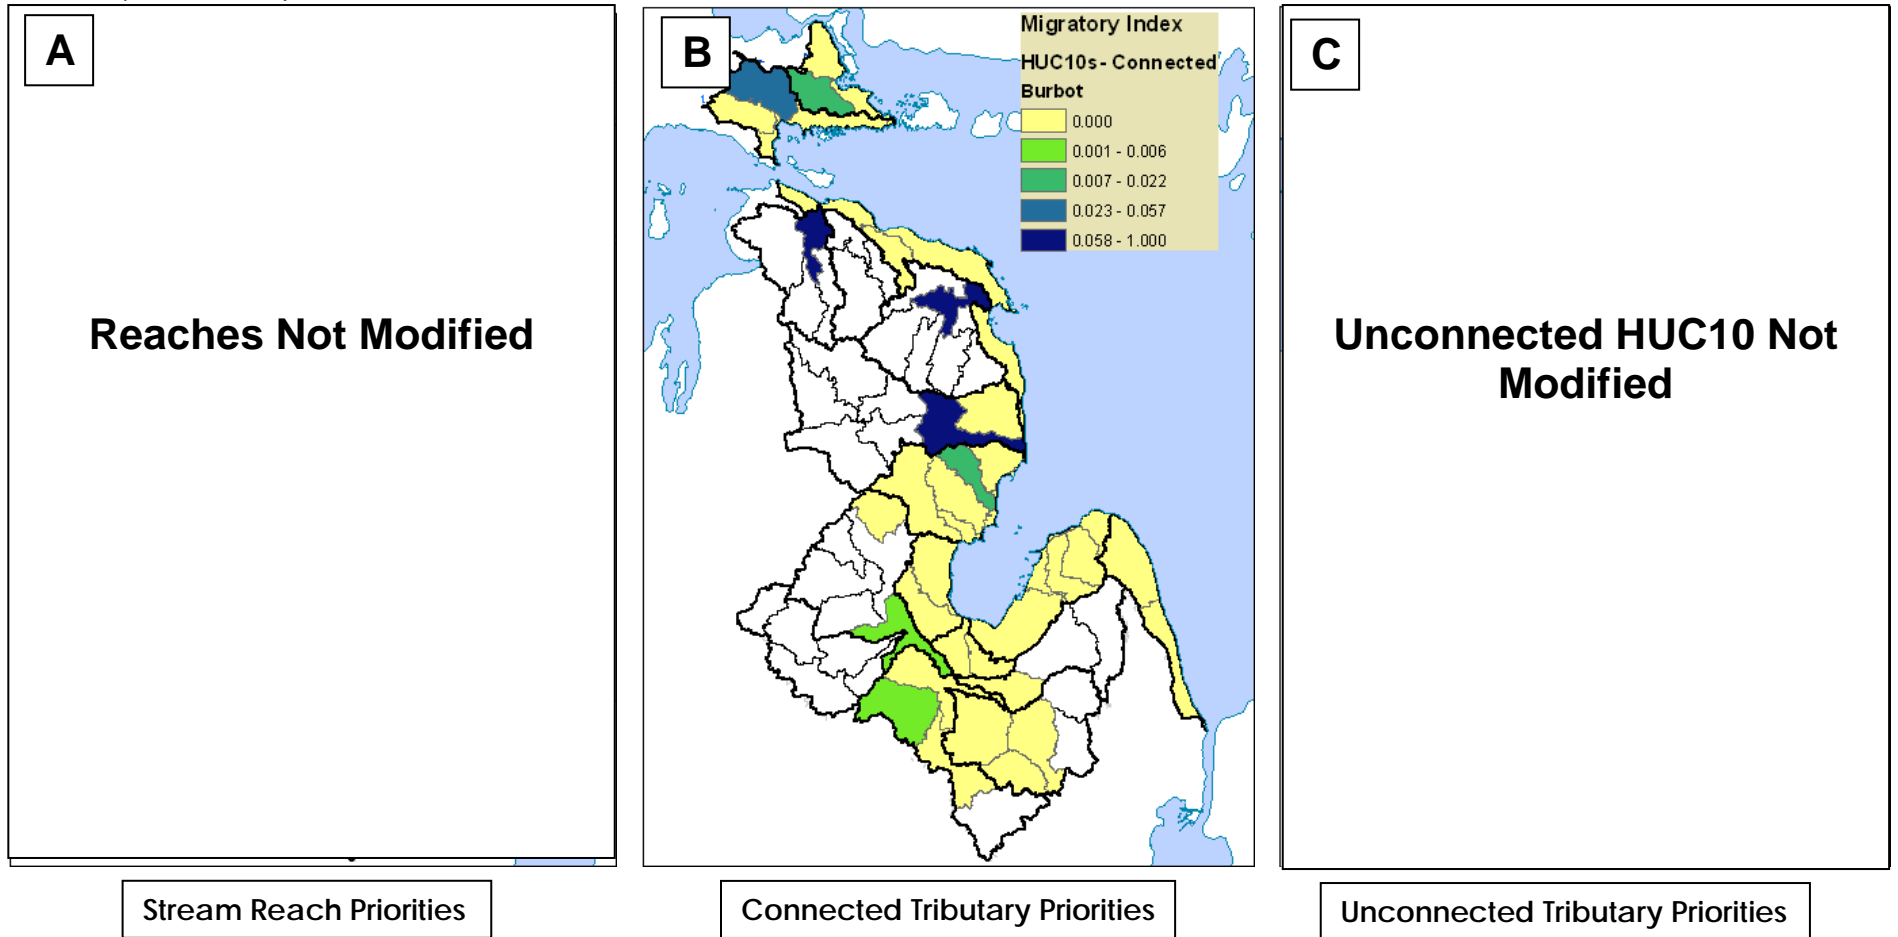 A
Reaches Not Modified
Stream Reach Priorities
B
Migratory Index
HUC10s - Connected
Burbot
0.000
0.001 - 0.006
0.007 - 0.022
0.023 - 0.057
0.058 - 1.000
Connected Tributary Priorities
C
Unconnected HUC10 Not
Modified
Unconnected Tributary Priorities